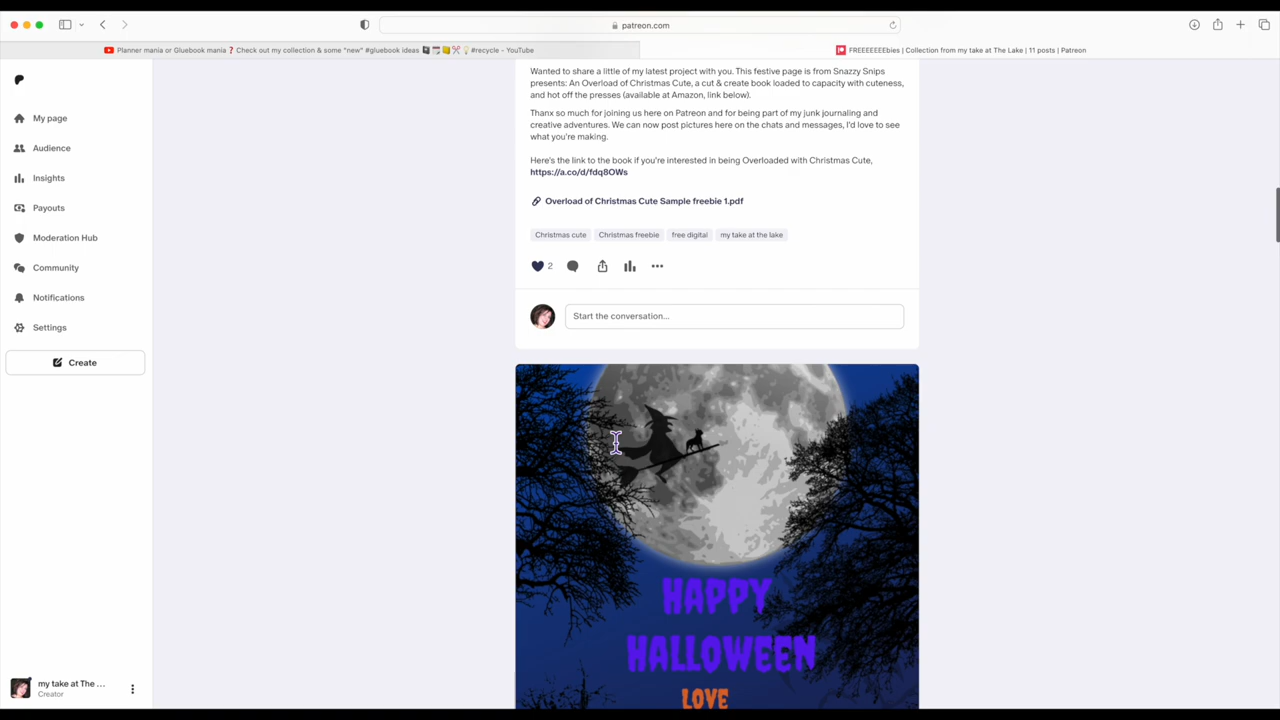 patreon.com
Planner mania or Gluebook mania❓ Check out my collection & some "new" #gluebook ideas #recycle - YouTube
FREEEEEEbies | Collection from my take at The Lake | 11 posts | Patreon
My page
Audience
Insights
Payouts
Moderation Hub
Community
Notifications
Settings
Create
my take at The ...
Creator
Wanted to share a little of my latest project with you. This festive page is from Snazzy Snips
presents: An Overload of Christmas Cute, a cut & create book loaded to capacity with cuteness,
and hot off the presses (available at Amazon, link below).
Thanx so much for joining us here on Patreon and for being part of my junk journaling and
creative adventures. We can now post pictures here on the chats and messages, I'd love to see
what you're making.
Here's the link to the book if you're interested in being Overloaded with Christmas Cute,
https://a.co/d/fdq8OWs
Overload of Christmas Cute Sample freebie 1.pdf
Christmas cute Christmas freebie free digital my take at the lake
2
Start the conversation...
HAPPY
HALLOWEEN
LOVE